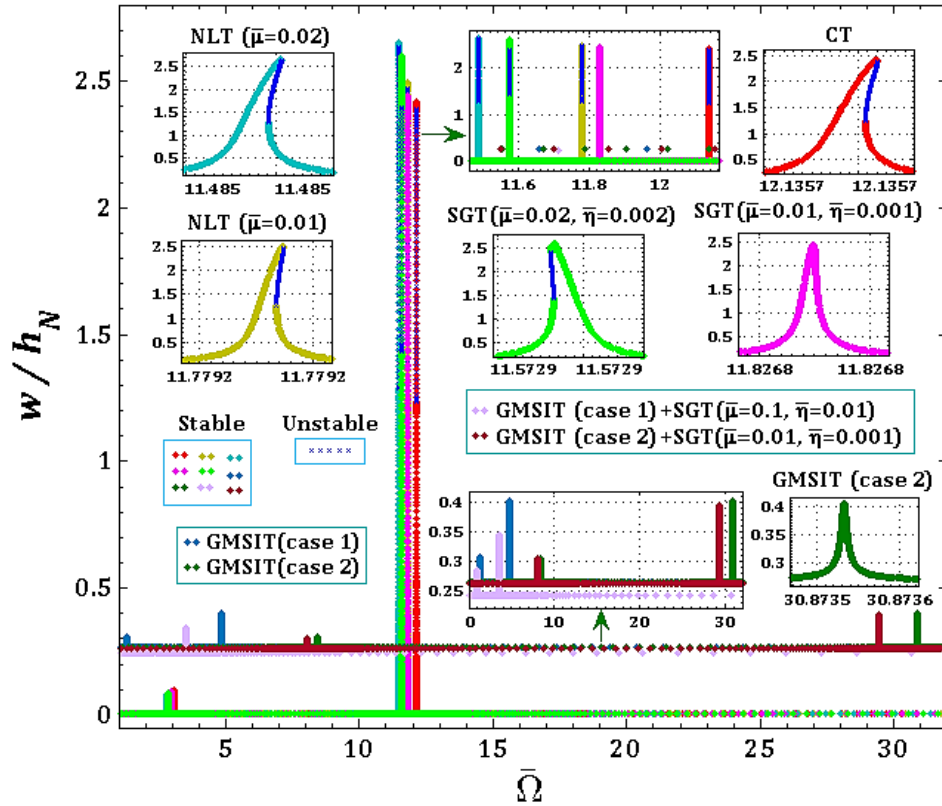 NLT (μ̄=0.02)
2.5
2
1.5
1
0.5
11.485 11.485
2
1
0
11.6 11.8 12
CT
2.5
2
1.5
1
0.5
12.1357 12.1357
NLT (μ̄=0.01)
2.5
2
1.5
1
0.5
11.7792 11.7792
SGT (μ̄=0.02, η̄=0.002)
2.5
2
1.5
1
0.5
11.5729 11.5729
SGT(μ̄=0.01, η̄=0.001)
2.5
2
1.5
1
0.5
11.8268 11.8268
GMSIT (case 1)+SGT(μ̄=0.1, η̄=0.01)
GMSIT (case 2)+SGT(μ̄=0.01, η̄=0.001)
Stable Unstable
GMSIT(case 1)
GMSIT(case 2)
0.4
0.35
0.3
0.25
0 10 20 30
GMSIT (case 2)
0.4
0.35
0.3
30.8735 30.8736
w / h_N
2.5
2
1.5
1
0.5
0
5 10 15 20 25 30
Ω̄